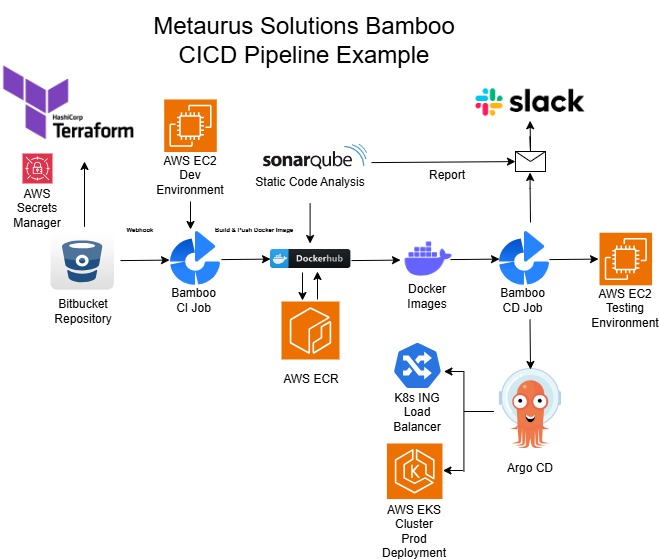 Metaurus Solutions Bamboo
CICD Pipeline Example
HashiCorp
Terraform
slack
AWS EC2
Dev
Environment
sonarqube
Static Code Analysis
Report
AWS
Secrets
Manager
Webhook
Build & Push Docker Image
Dockerhub
Bitbucket
Repository
Bamboo
CI Job
Docker
Images
Bamboo
CD Job
AWS EC2
Testing
Environment
AWS ECR
K8s ING
Load
Balancer
Argo CD
K
AWS EKS
Cluster
Prod
Deployment